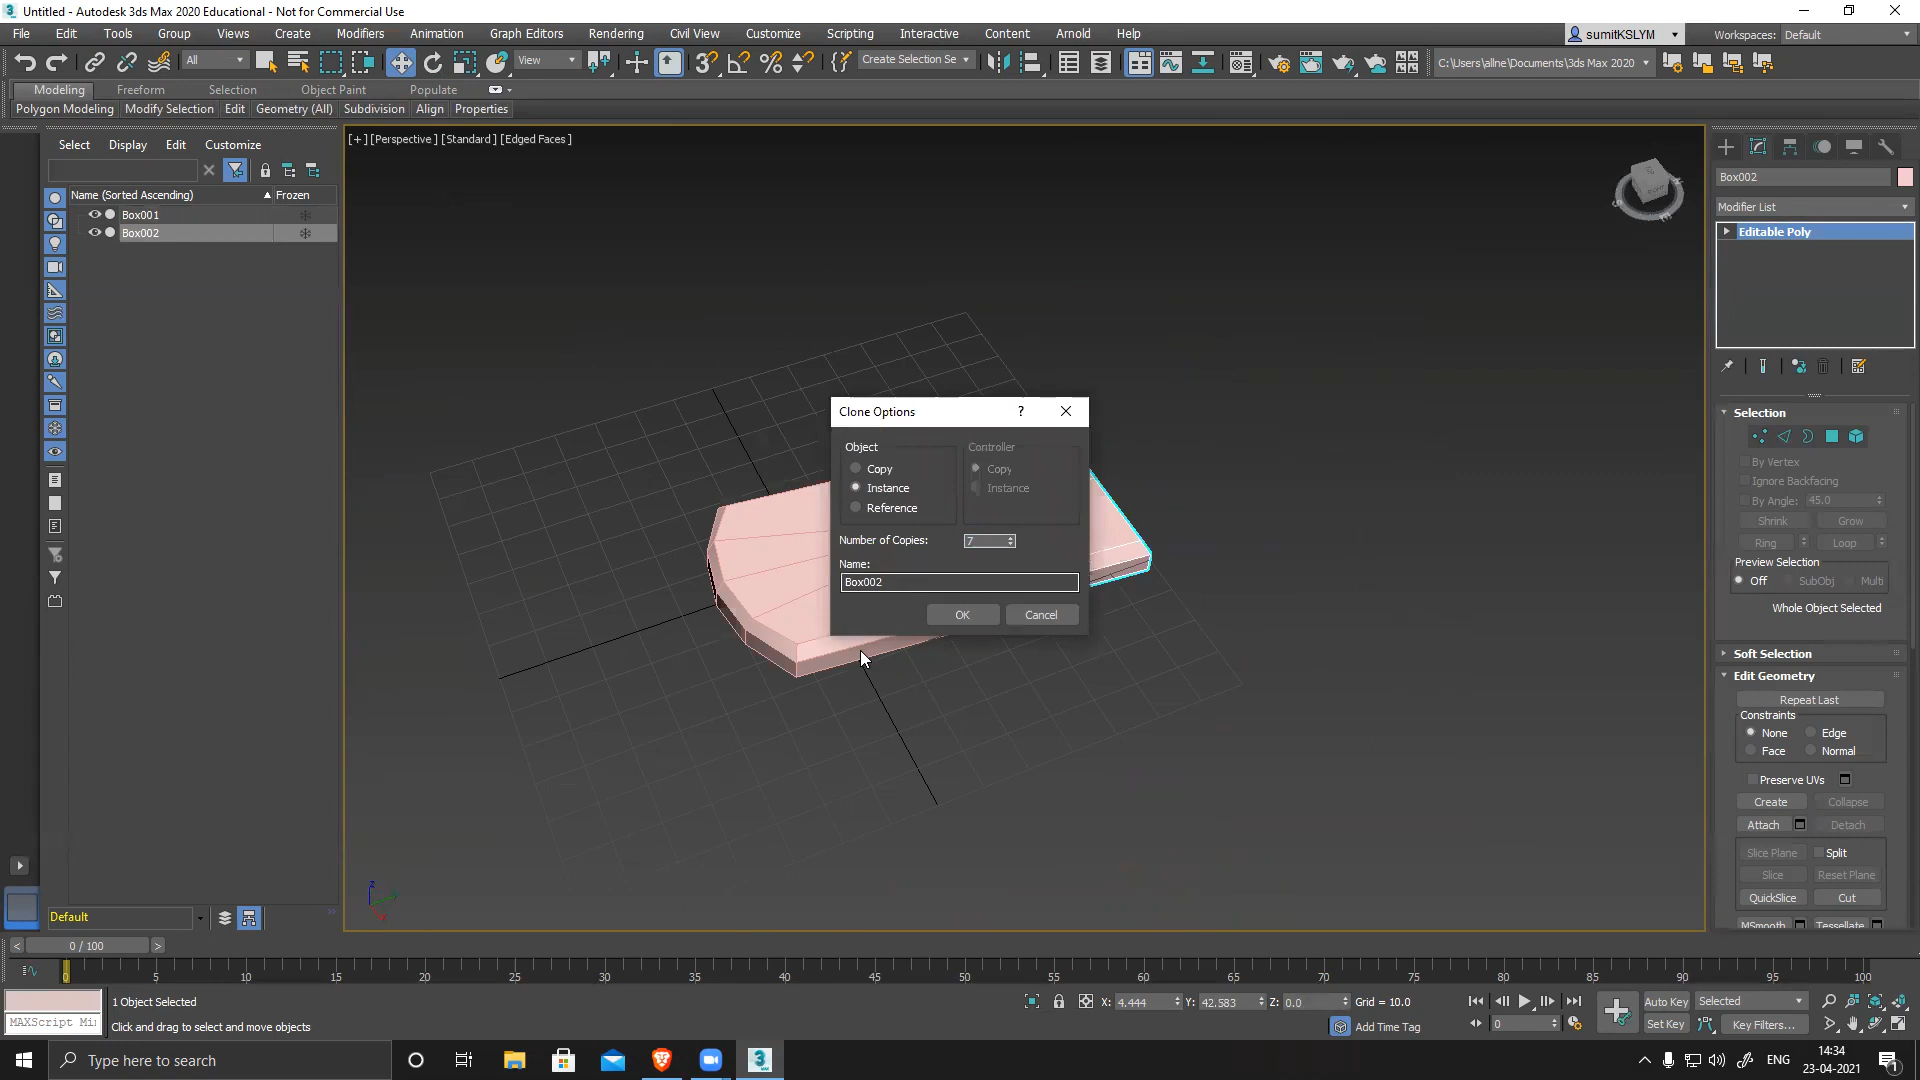 Untitled - Autodesk 3ds Max 2020 Educational - Not for Commercial Use
File Edit Tools Group Views Create Modifiers Animation Graph Editors Rendering Civil View Customize Scripting Interactive Content Arnold Help
sumitKSLYM Workspaces: Default
All View Create Selection Se C:\Users\allne\Documents\3ds Max 2020
Modeling Freeform Selection Object Paint Populate
Polygon Modeling Modify Selection Edit Geometry (All) Subdivision Align Properties
Select Display Edit Customize
[+] [Perspective ] [Standard ] [Edged Faces ]
Name (Sorted Ascending) Frozen
Box001
Box002
Box002
Modifier List
Editable Poly
Clone Options ?
Object Controller
Copy Copy
Instance Instance
Reference
Number of Copies: 7
Name:
Box002
OK Cancel
Selection
By Vertex
Ignore Backfacing
By Angle: 45.0
Shrink Grow
Ring Loop
Preview Selection
Off SubObj Multi
Whole Object Selected
Soft Selection
Edit Geometry
Repeat Last
Constraints
None Edge
Face Normal
Preserve UVs
Create Collapse
Attach Detach
Slice Plane Split
Slice Reset Plane
QuickSlice Cut
MSmooth Tessellate
Default
< 0 / 100 >
0 5 10 15 20 25 30 35 40 45 50 55 60 65 70 75 80 85 90 95 100
1 Object Selected X: 4.444 Y: 42.583 Z: 0.0 Grid = 10.0 Auto Key Selected
MAXScript Mi
Click and drag to select and move objects Add Time Tag 0 Set Key Key Filters...
Type here to search
ENG
14:34
23-04-2021
1